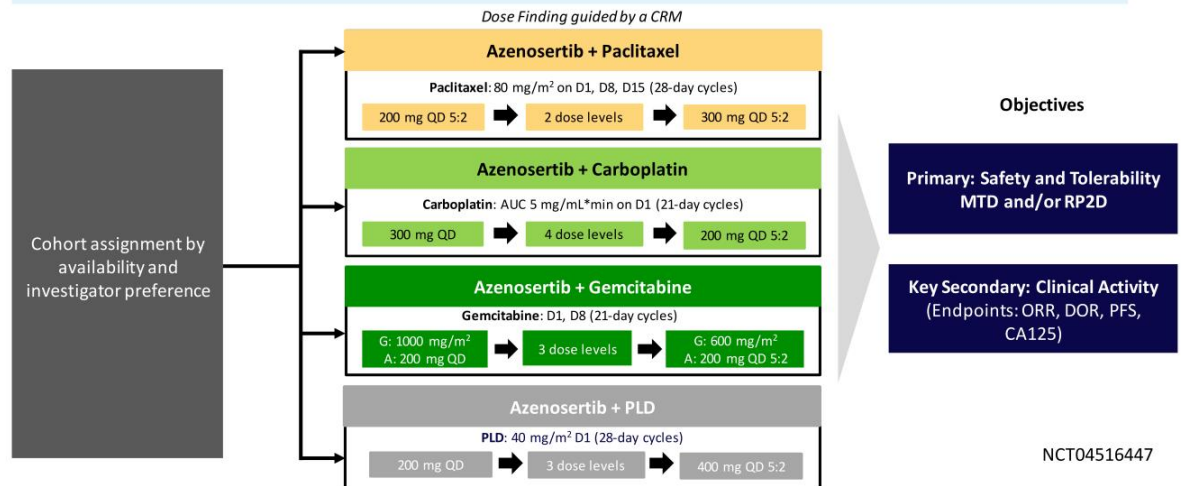 Dose Finding guided by a CRM
Cohort assignment by
availability and
investigator preference
Azenosertib + Paclitaxel
Paclitaxel: 80 mg/m² on D1, D8, D15 (28-day cycles)
200 mg QD 5:2
2 dose levels
300 mg QD 5:2
Azenosertib + Carboplatin
Carboplatin: AUC 5 mg/mL*min on D1 (21-day cycles)
300 mg QD
4 dose levels
200 mg QD 5:2
Azenosertib + Gemcitabine
Gemcitabine: D1, D8 (21-day cycles)
G: 1000 mg/m²
A: 200 mg QD
3 dose levels
G: 600 mg/m²
A: 200 mg QD 5:2
Azenosertib + PLD
PLD: 40 mg/m² D1 (28-day cycles)
200 mg QD
3 dose levels
400 mg QD 5:2
Objectives
Primary: Safety and Tolerability
MTD and/or RP2D
Key Secondary: Clinical Activity
(Endpoints: ORR, DOR, PFS,
CA125)
NCT04516447